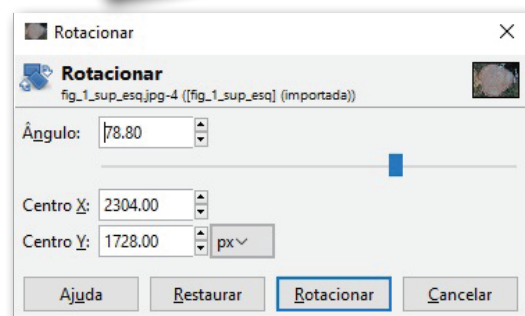 Rotacionar
Rotacionar
fig_1_sup_esq.jpg-4 ([fig_1_sup_esq] (importada))
Ângulo: 78.80
Centro X: 2304.00
Centro Y: 1728.00 px
Ajuda Restaurar Rotacionar Cancelar